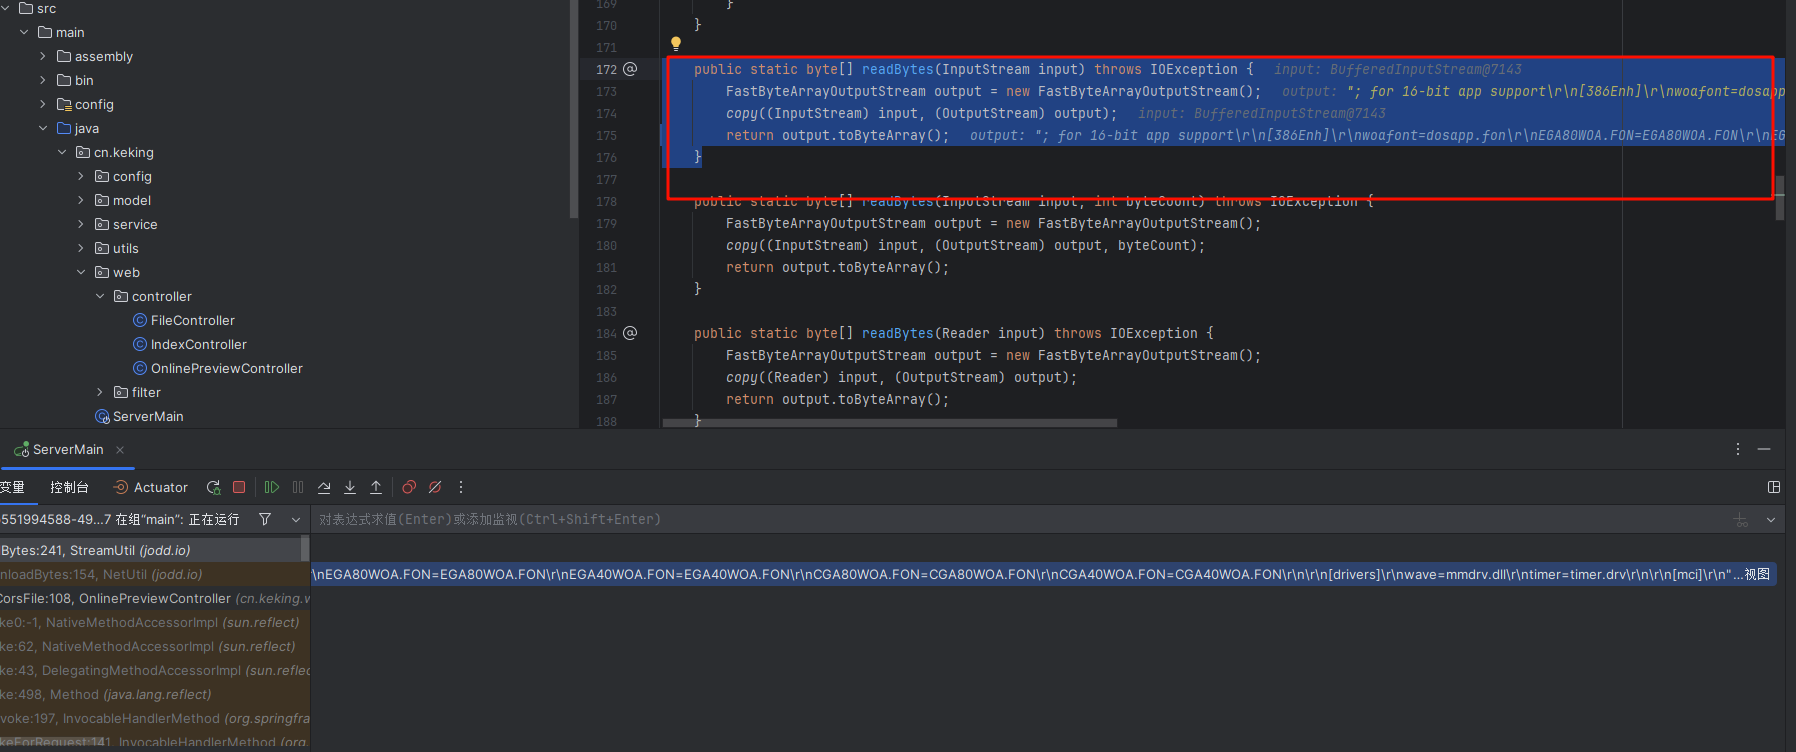 src
main
assembly
bin
config
java
cn.keking
config
model
service
utils
web
controller
FileController
IndexController
OnlinePreviewController
filter
ServerMain
169 }
170 }
171
172 public static byte[] readBytes(InputStream input) throws IOException { input: BufferedInputStream@7143
173 FastByteArrayOutputStream output = new FastByteArrayOutputStream(); output: "; for 16-bit app support\r\n[386Enh]\r\nwoafont=dosapp
174 copy((InputStream) input, (OutputStream) output); input: BufferedInputStream@7143
175 return output.toByteArray(); output: "; for 16-bit app support\r\n[386Enh]\r\nwoafont=dosapp.fon\r\nEGA80WOA.FON=EGA80WOA.FON\r\nEG
176 }
177
178 public static byte[] readBytes(InputStream input, int byteCount) throws IOException {
179 FastByteArrayOutputStream output = new FastByteArrayOutputStream();
180 copy((InputStream) input, (OutputStream) output, byteCount);
181 return output.toByteArray();
182 }
183
184 public static byte[] readBytes(Reader input) throws IOException {
185 FastByteArrayOutputStream output = new FastByteArrayOutputStream();
186 copy((Reader) input, (OutputStream) output);
187 return output.toByteArray();
188 }
ServerMain
变量 控制台 Actuator
551994588-49...7 在组“main”: 正在运行
对表达式求值(Enter)或添加监视(Ctrl+Shift+Enter)
Bytes:241, StreamUtil (jodd.io)
nloadBytes:154, NetUtil (jodd.io)
CorsFile:108, OnlinePreviewController (cn.keking.w
ke0:-1, NativeMethodAccessorImpl (sun.reflect)
ke:62, NativeMethodAccessorImpl (sun.reflect)
ke:43, DelegatingMethodAccessorImpl (sun.reflec
ke:498, Method (java.lang.reflect)
voke:197, InvocableHandlerMethod (org.springfra
keForRequest:141, InvocableHandlerMethod (org.
\r\nEGA80WOA.FON=EGA80WOA.FON\r\nEGA40WOA.FON=EGA40WOA.FON\r\nCGA80WOA.FON=CGA80WOA.FON\r\nCGA40WOA.FON=CGA40WOA.FON\r\n\r\n[drivers]\r\nwave=mmdrv.dll\r\ntimer=timer.drv\r\n\r\n[mci]\r\n"...视图